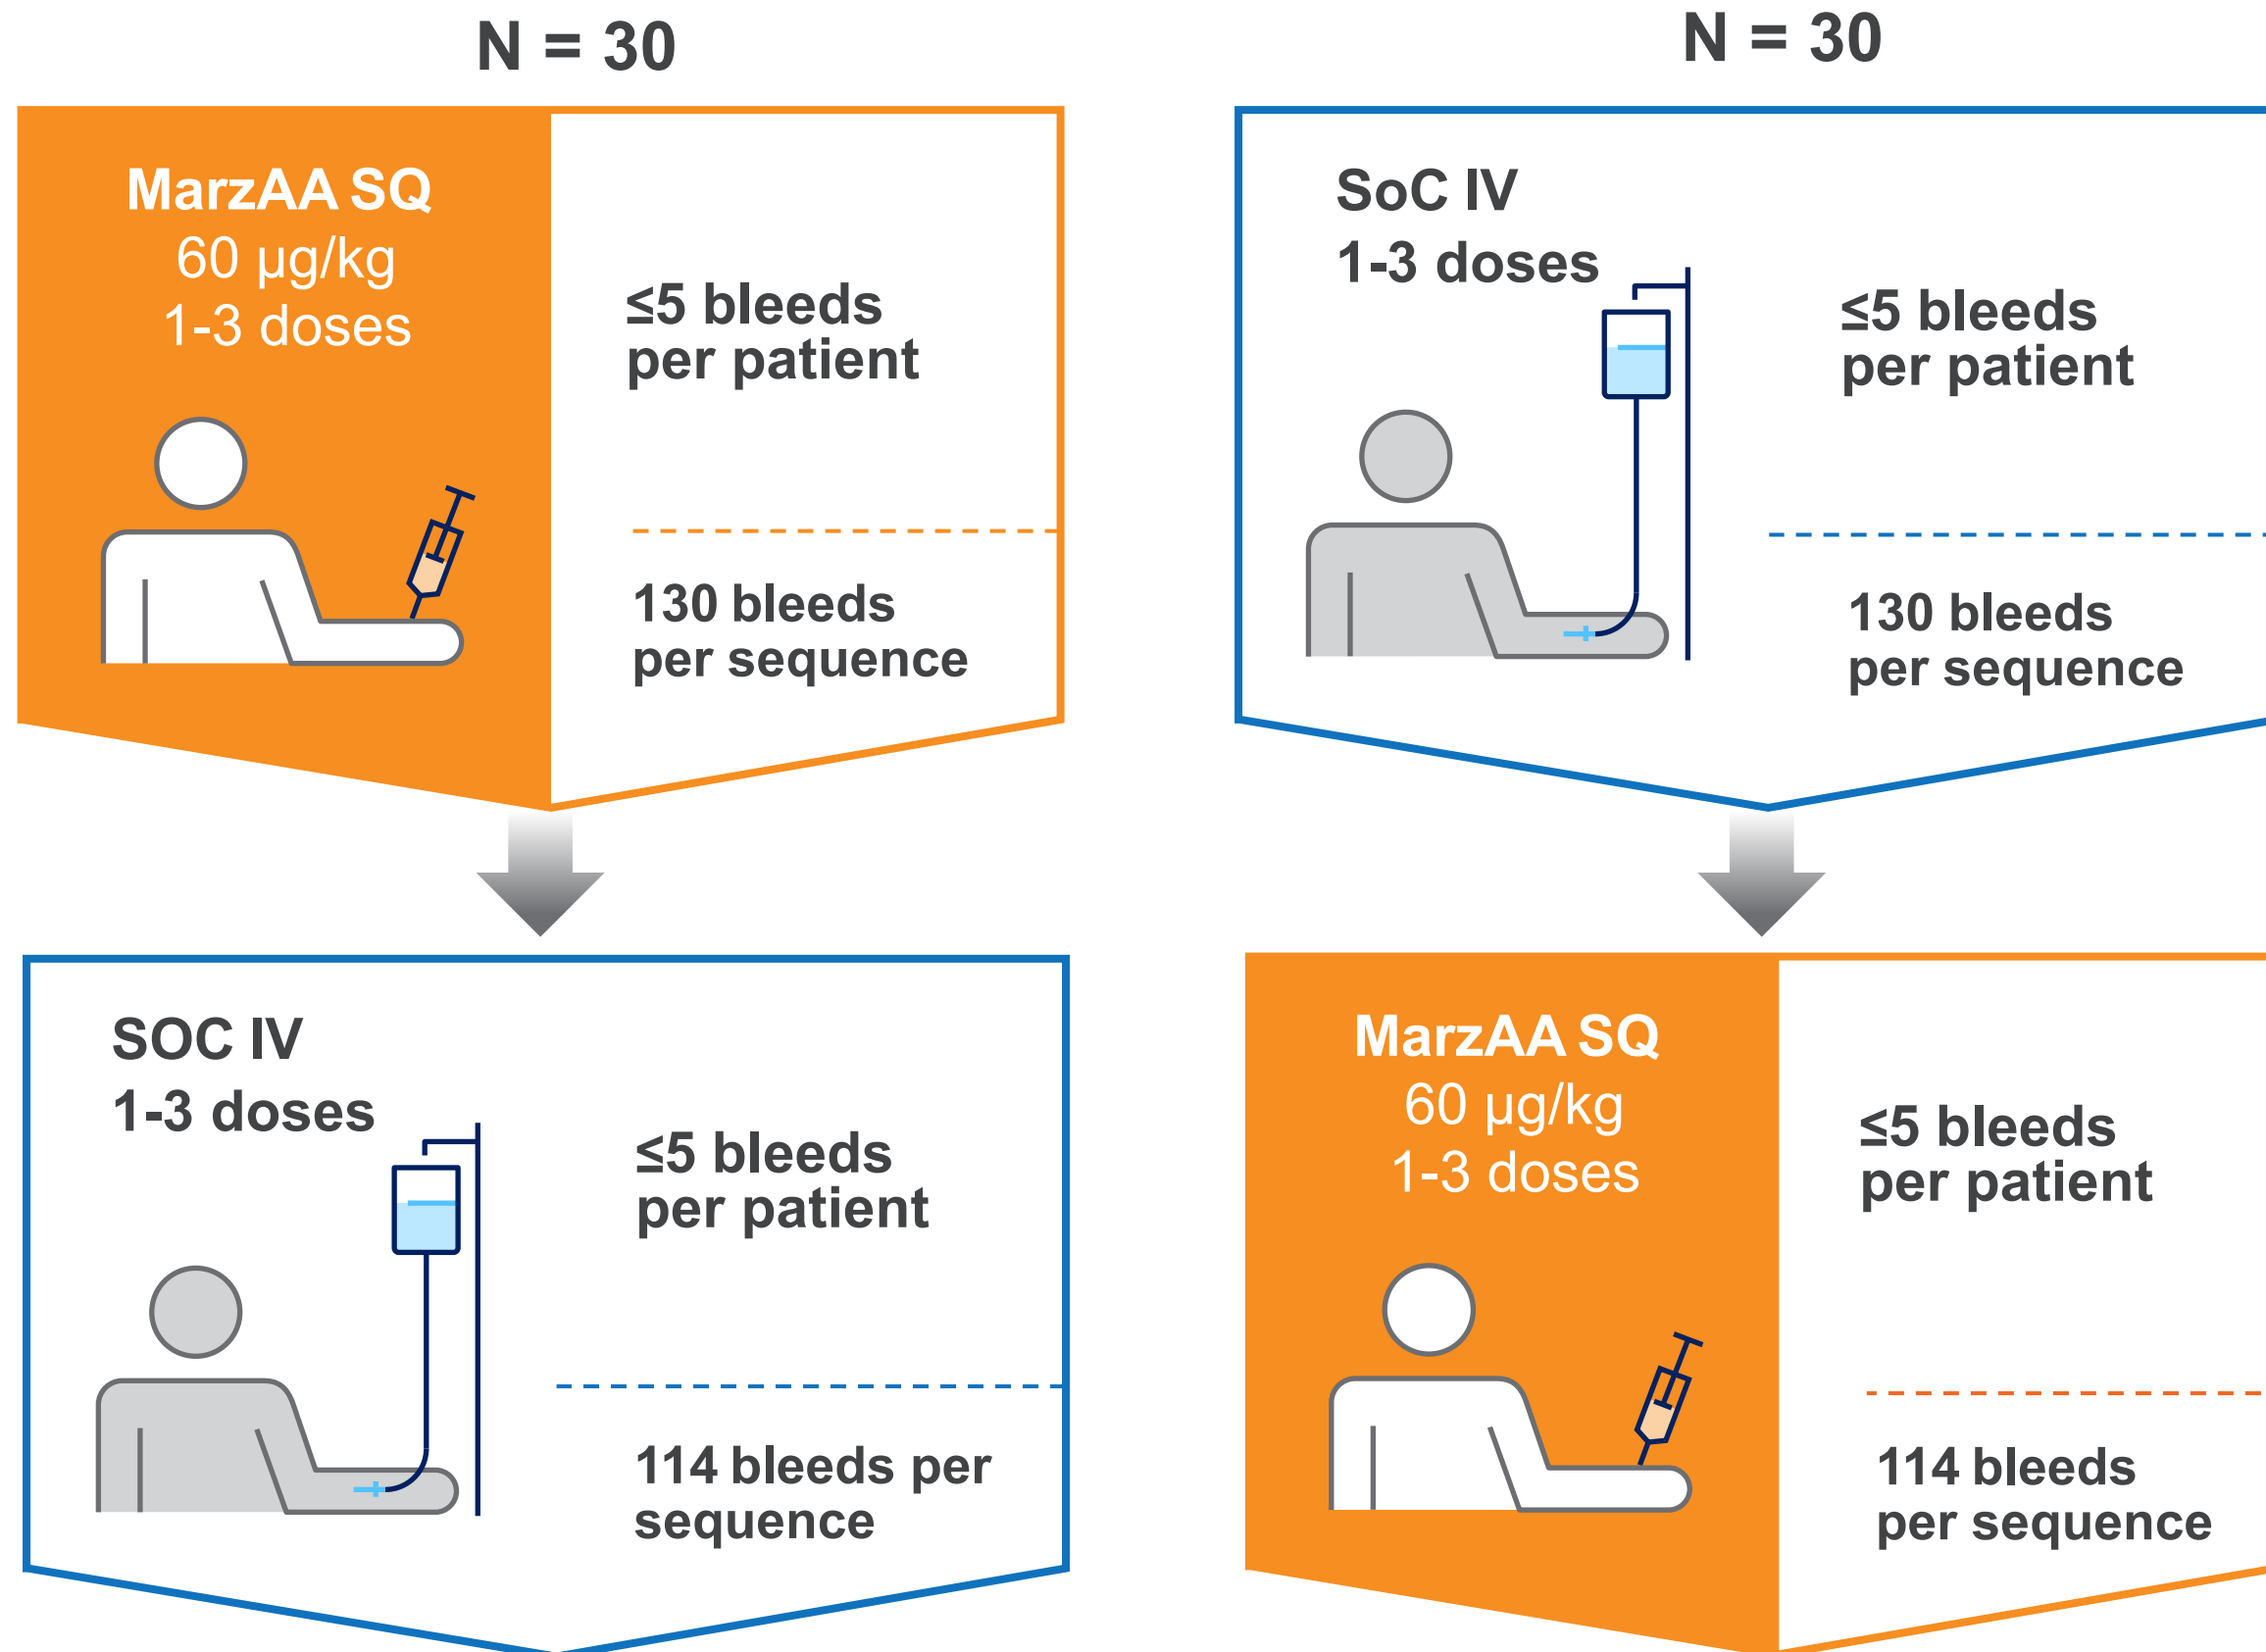 N = 30
MarzAA SQ
60 µg/kg
1-3 doses
≤5 bleeds
per patient
130 bleeds
per sequence
N = 30
SoC IV
1-3 doses
≤5 bleeds
per patient
130 bleeds
per sequence
SOC IV
1-3 doses
≤5 bleeds
per patient
114 bleeds per
sequence
MarzAA SQ
60 µg/kg
1-3 doses
≤5 bleeds
per patient
114 bleeds
per sequence